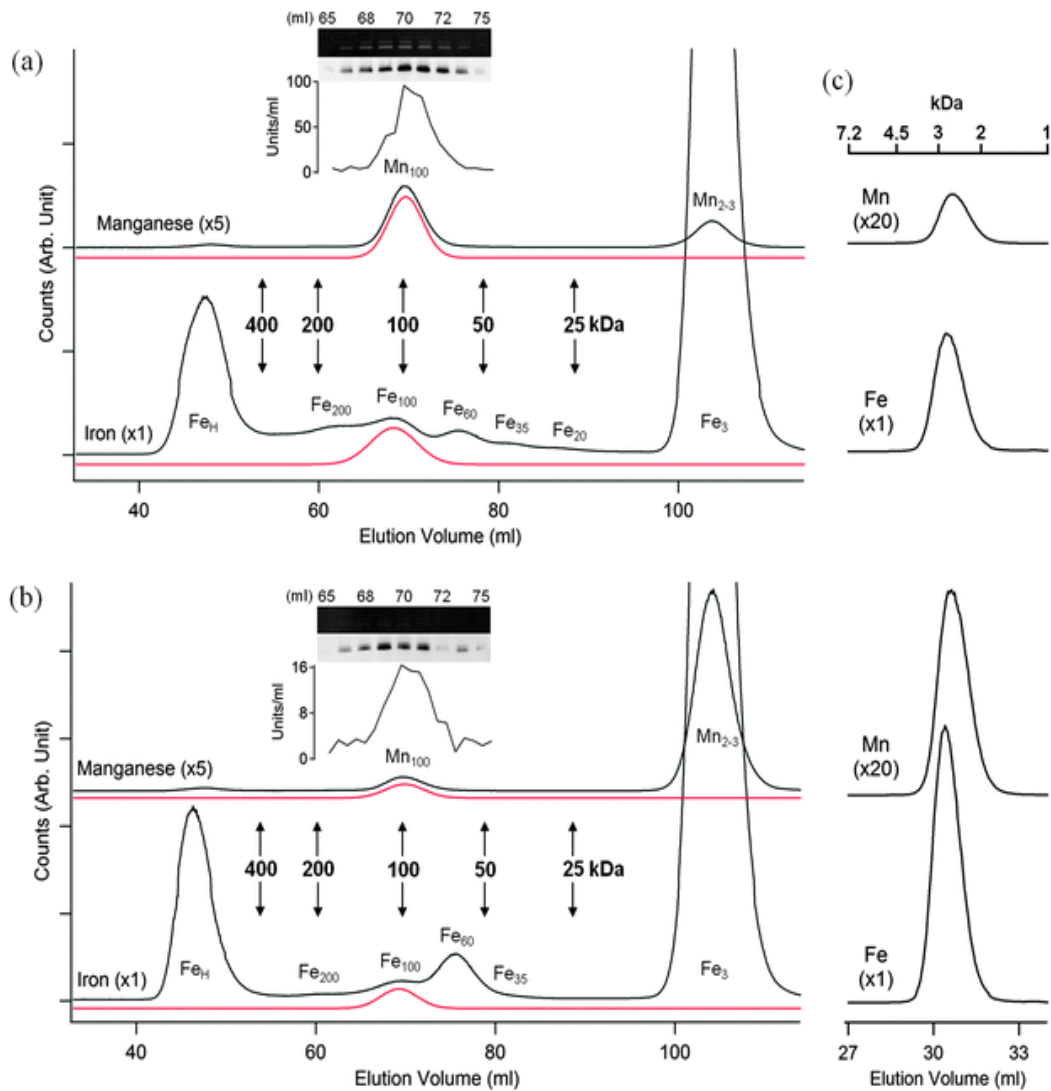 (a)
(ml) 65 68 70 72 75
Units/ml
100
50
0
Mn100
Manganese (x5)
Mn2-3
Counts (Arb. Unit)
400 200 100 50 25 kDa
FeH
Fe200
Fe100
Fe60
Fe35
Fe20
Fe3
Iron (x1)
40 60 80 100
Elution Volume (ml)
(c)
kDa
7.2 4.5 3 2 1
Mn
(x20)
Fe
(x1)
(b)
(ml) 65 68 70 72 75
Units/ml
16
8
0
Mn100
Manganese (x5)
Mn2-3
Counts (Arb. Unit)
400 200 100 50 25 kDa
FeH
Fe200
Fe100
Fe60
Fe35
Fe3
Iron (x1)
40 60 80 100
Elution Volume (ml)
Mn
(x20)
Fe
(x1)
27 30 33
Elution Volume (ml)